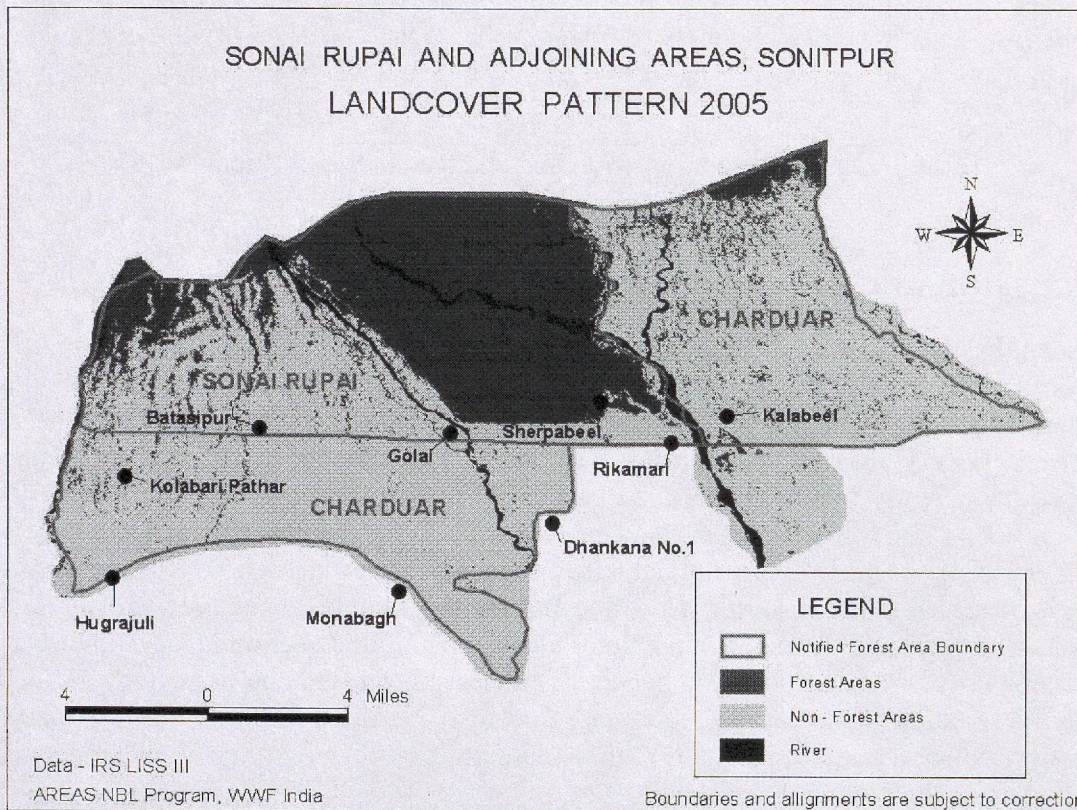 SONAI RUPAI AND ADJOINING AREAS, SONITPUR
LANDCOVER PATTERN 2005
N
W E
S
CHARDUAR
SONAI RUPAI
Batasipur
Golai
Sherpabeel
Kalabeel
Rikamari
Kolabari Pathar
CHARDUAR
Dhankana No.1
Hugrajuli
Monabagh
LEGEND
Notified Forest Area Boundary
Forest Areas
Non - Forest Areas
River
4 0 4 Miles
Data - IRS LISS III
AREAS NBL Program, WWF India
Boundaries and allignments are subject to correction